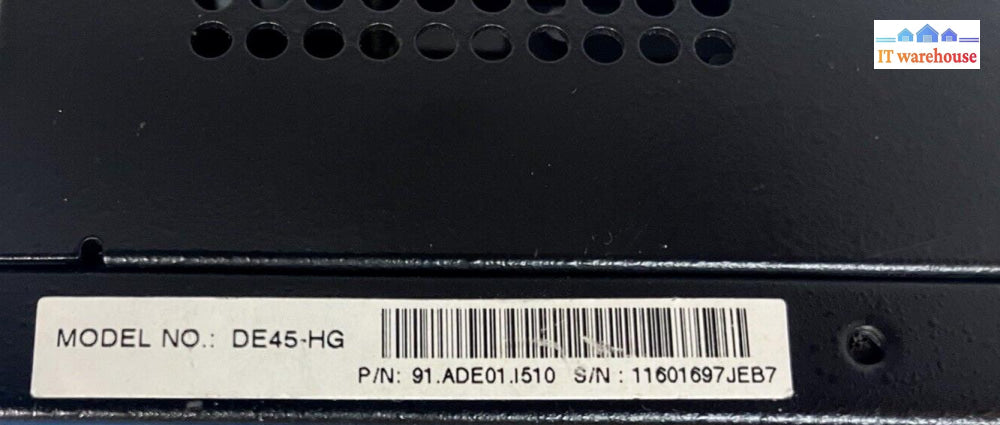 IT warehouse
MODEL NO.: DE45-HG
P/N: 91.ADE01.I510 S/N : 11601697JEB7